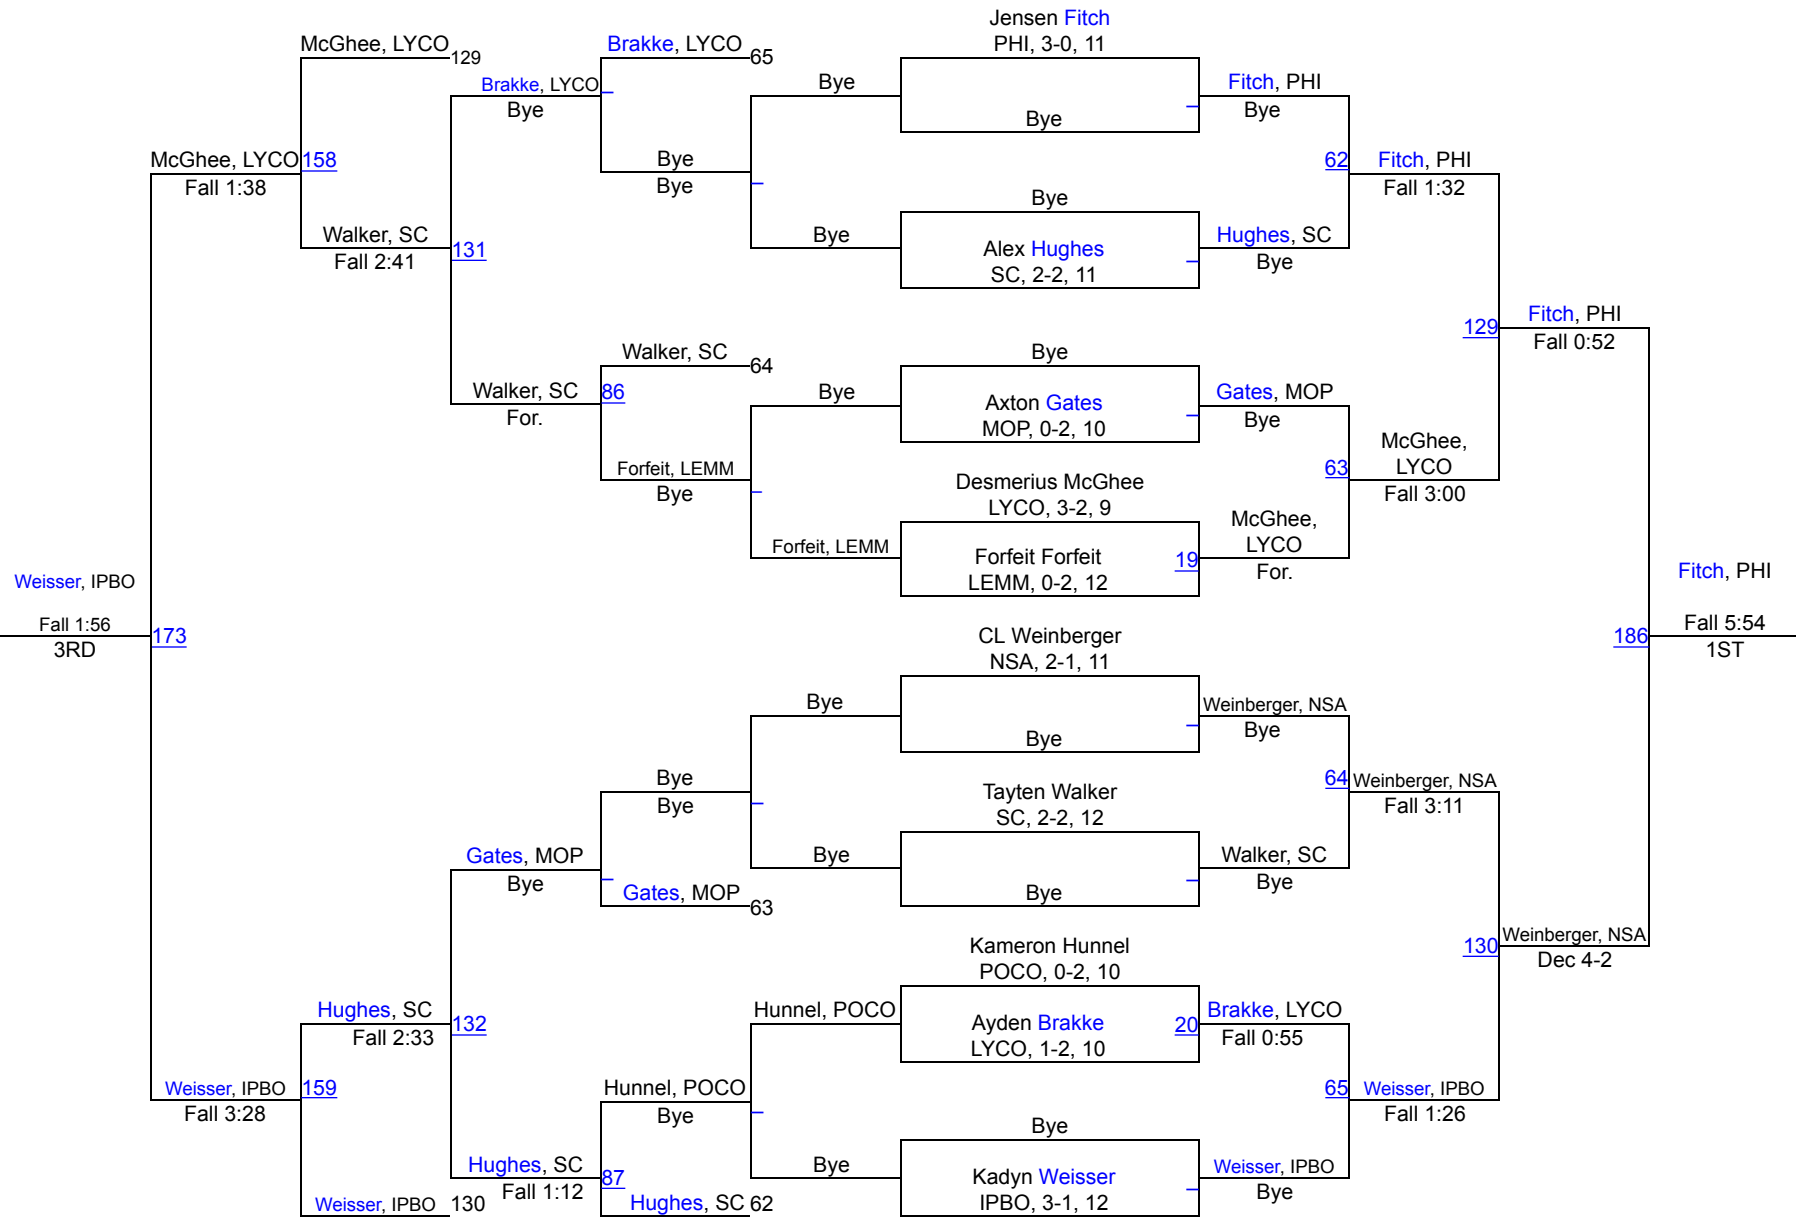 Jensen Fitch
PHI, 3-0, 11
McGhee, LYCO
129
Brakke, LYCO
65
Brakke, LYCO
Bye
Bye
Bye
Fitch, PHI
Bye
McGhee, LYCO
158
Fall 1:38
Bye
Bye
62
Fitch, PHI
Fall 1:32
Bye
Walker, SC
Fall 2:41
131
Bye
Alex Hughes
SC, 2-2, 11
Hughes, SC
Bye
129
Fitch, PHI
Fall 0:52
Walker, SC
64
Bye
Walker, SC
For.
86
Bye
Axton Gates
MOP, 0-2, 10
Gates, MOP
Bye
Forfeit, LEMM
Bye
63
McGhee,
LYCO
Fall 3:00
Desmerius McGhee
LYCO, 3-2, 9
Forfeit, LEMM
Forfeit Forfeit
LEMM, 0-2, 12
19
McGhee,
LYCO
For.
Weisser, IPBO
Fall 1:56
3RD
173
Fitch, PHI
186
Fall 5:54
1ST
CL Weinberger
NSA, 2-1, 11
Bye
Bye
Weinberger, NSA
Bye
Bye
Bye
64
Weinberger, NSA
Fall 3:11
Tayten Walker
SC, 2-2, 12
Gates, MOP
Bye
Bye
Bye
Walker, SC
Bye
Gates, MOP
63
130
Weinberger, NSA
Dec 4-2
Kameron Hunnel
POCO, 0-2, 10
Hughes, SC
Fall 2:33
132
Hunnel, POCO
Ayden Brakke
LYCO, 1-2, 10
20
Brakke, LYCO
Fall 0:55
Weisser, IPBO
Fall 3:28
159
Hunnel, POCO
Bye
65
Weisser, IPBO
Fall 1:26
Bye
Hughes, SC
Fall 1:12
87
Bye
Kadyn Weisser
IPBO, 3-1, 12
Weisser, IPBO
Bye
Weisser, IPBO
130
Hughes, SC
62